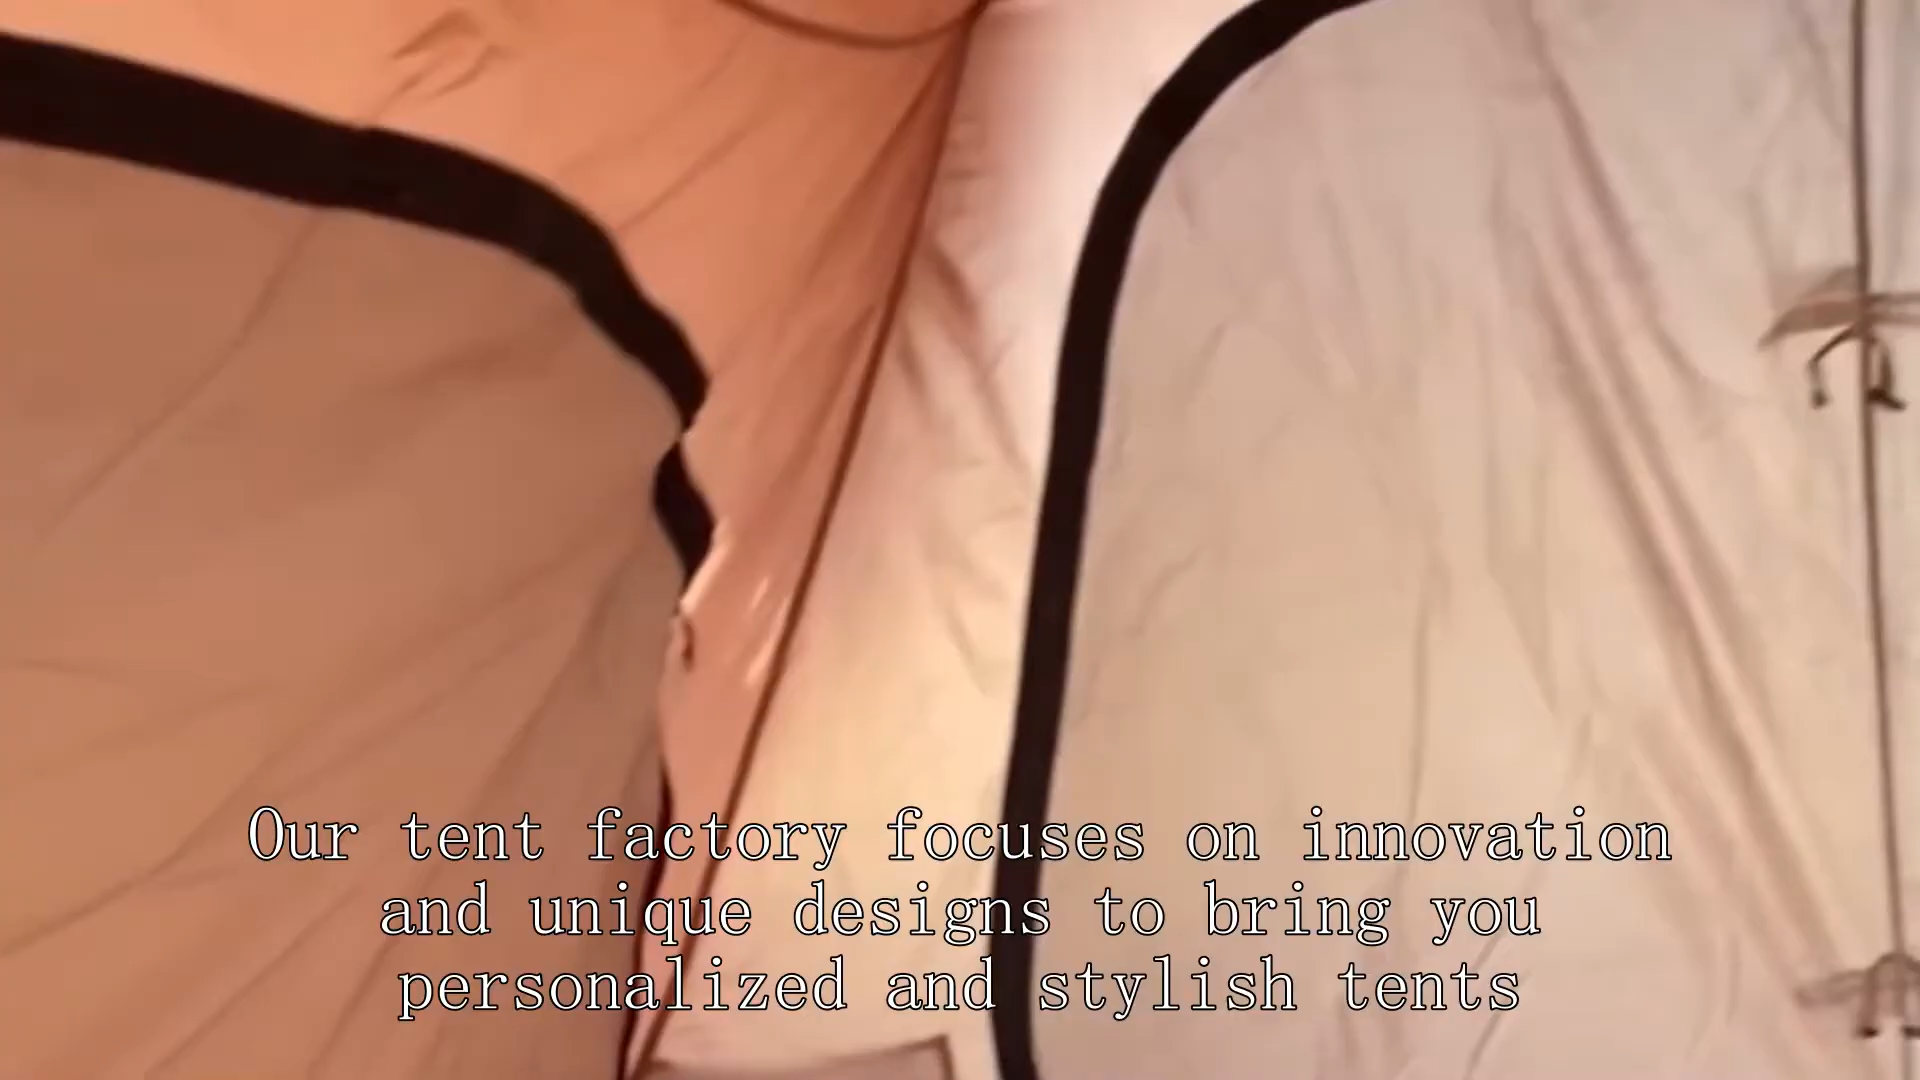 Our tent factory focuses on innovation
and unique designs to bring you
personalized and stylish tents